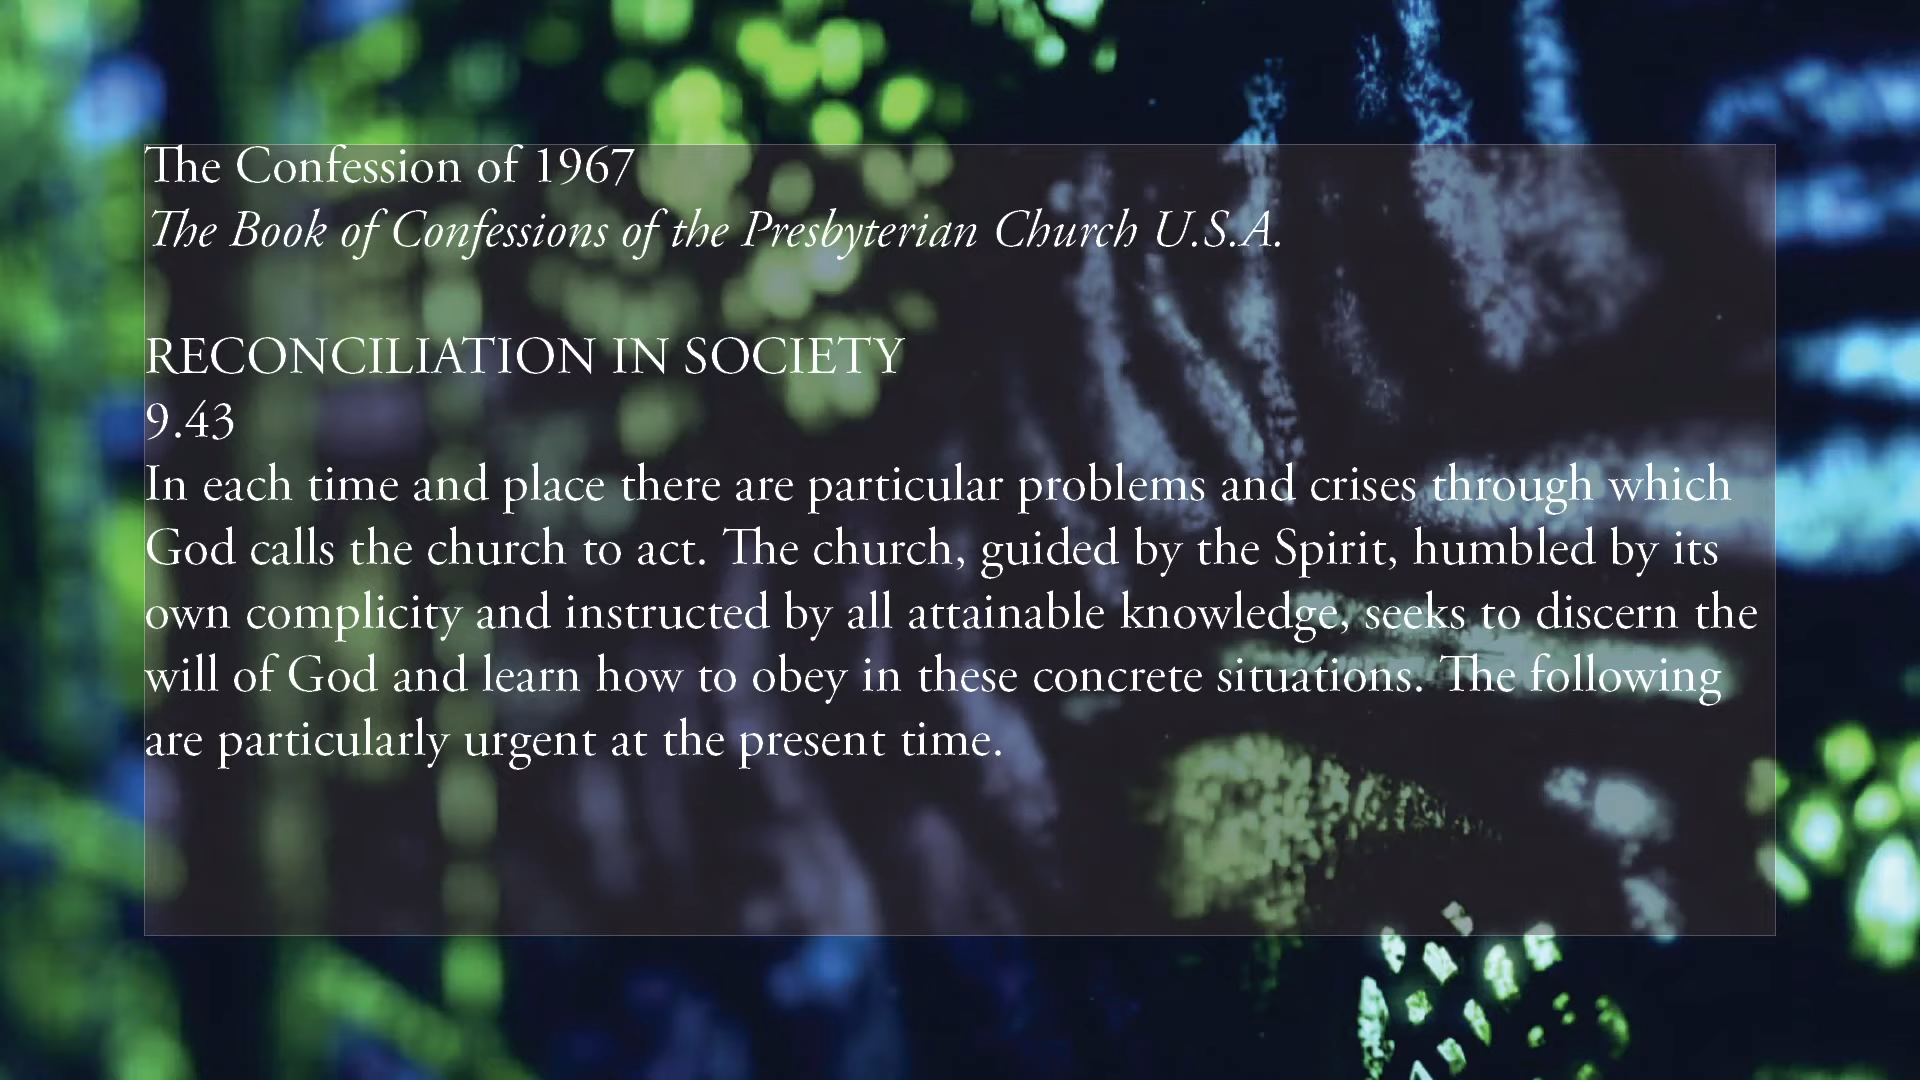 The Confession of 1967
The Book of Confessions of the Presbyterian Church U.S.A.
RECONCILIATION IN SOCIETY
9.43
In each time and place there are particular problems and crises through which
God calls the church to act. The church, guided by the Spirit, humbled by its
own complicity and instructed by all attainable knowledge, seeks to discern the
will of God and learn how to obey in these concrete situations. The following
are particularly urgent at the present time.